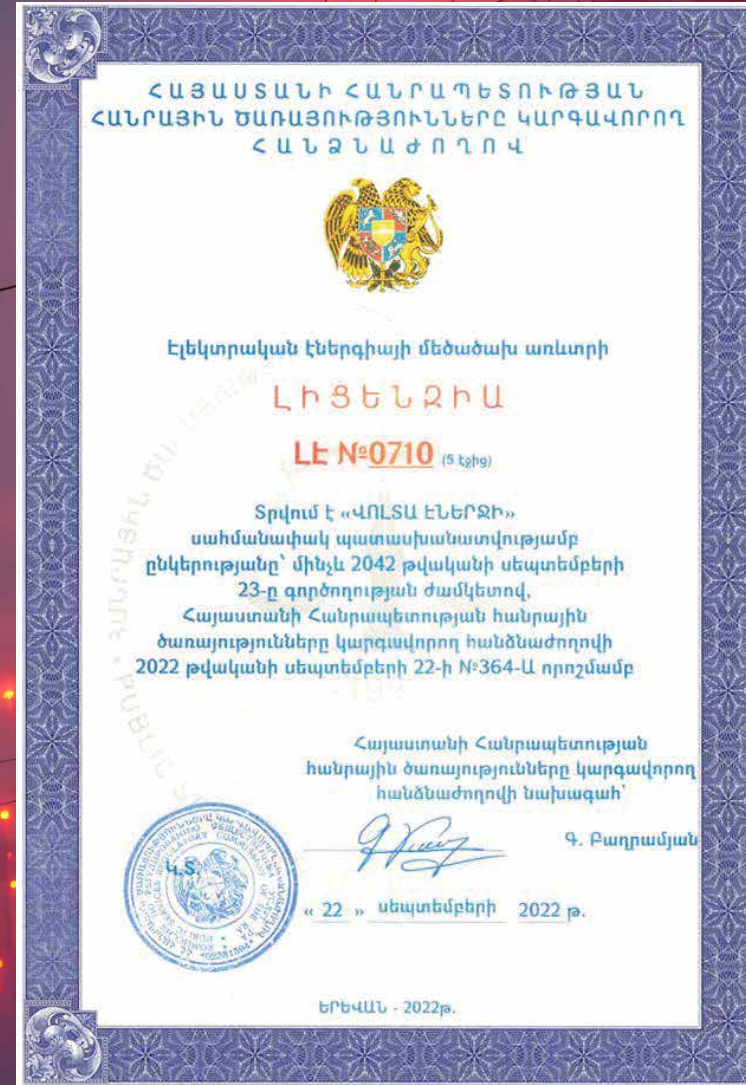 ՀԱՅԱՍՏԱՆԻ ՀԱՆՐԱՊԵՏՈՒԹՅԱՆ
ՀԱՆՐԱՅԻՆ ԾԱՌԱՅՈՒԹՅՈՒՆՆԵՐԸ ԿԱՐԳԱՎՈՐՈՂ
ՀԱՆՁՆԱԺՈՂՈՎ
Էլեկտրական էներգիայի մեծածախ առևտրի
ԼԻՑԵՆԶԻԱ
ԼԷ №0710 (5 էջից)
Տրվում է «ՎՈԼՏԱ ԷՆԵՐՋԻ»
սահմանափակ պատասխանատվությամբ
ընկերությանը՝ մինչև 2042 թվականի սեպտեմբերի
23-ը գործողության ժամկետով,
Հայաստանի Հանրապետության հանրային
ծառայությունները կարգավորող հանձնաժողովի
2022 թվականի սեպտեմբերի 22-ի №364-Ա որոշմամբ
Հայաստանի Հանրապետության
հանրային ծառայությունները կարգավորող
հանձնաժողովի նախագահ՝
Գ. Բաղրամյան
Կ.Տ.
« 22 » սեպտեմբերի 2022 թ.
ԵՐԵՎԱՆ - 2022թ.